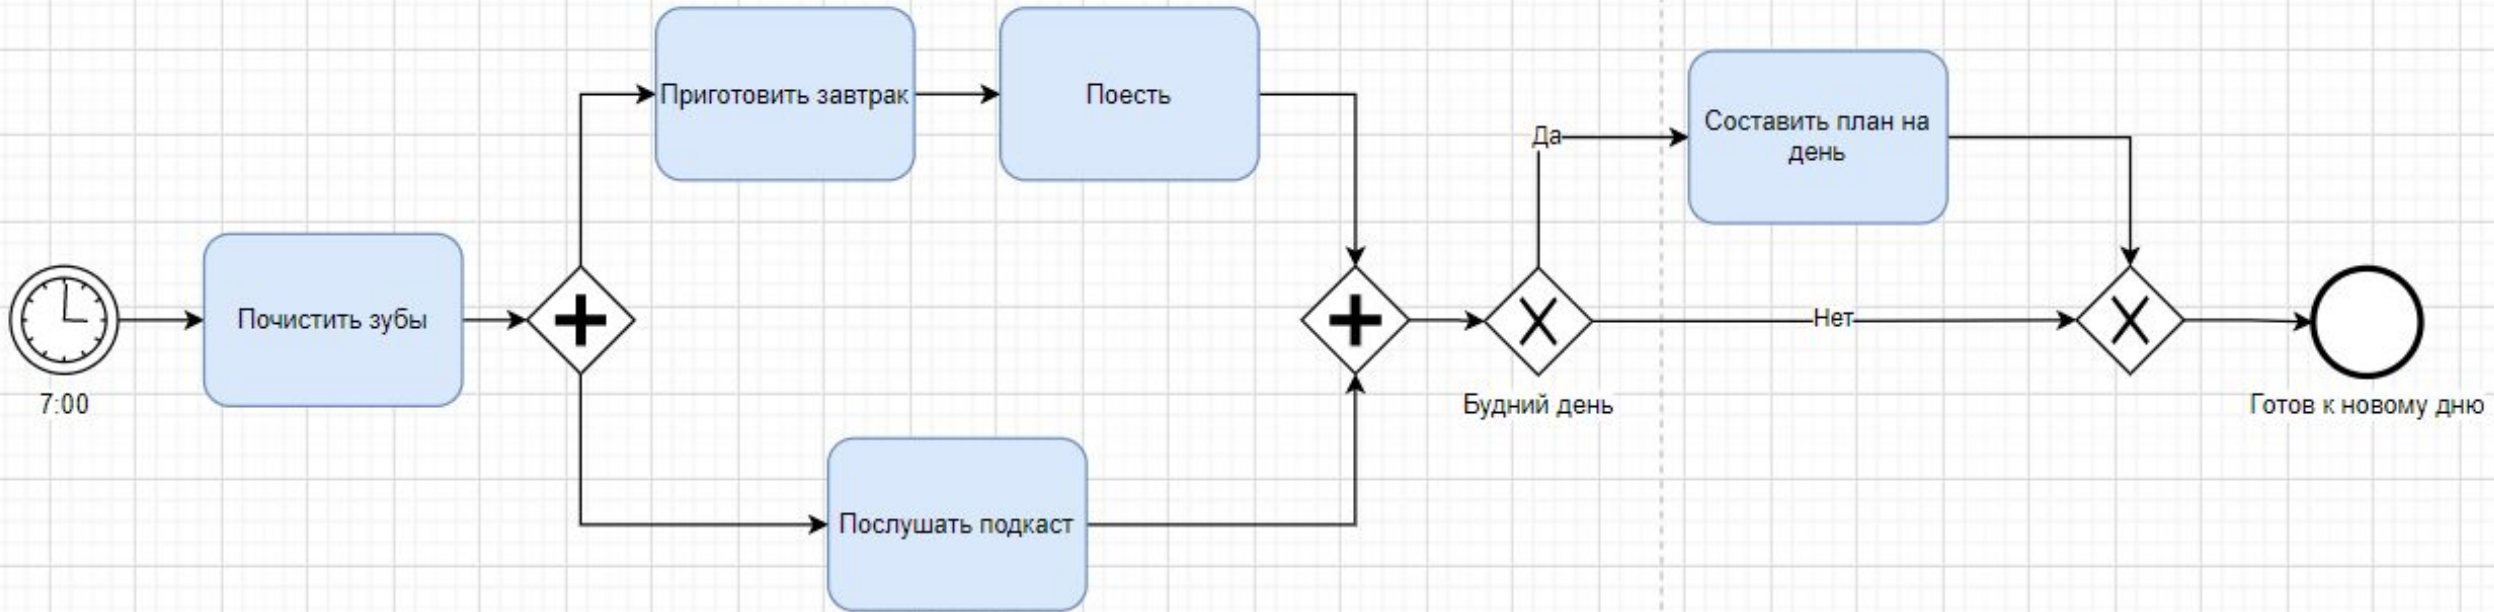 7:00
Почистить зубы
Приготовить завтрак
Поесть
Послушать подкаст
Будний день
Да
Составить план на
день
Нет
Готов к новому дню